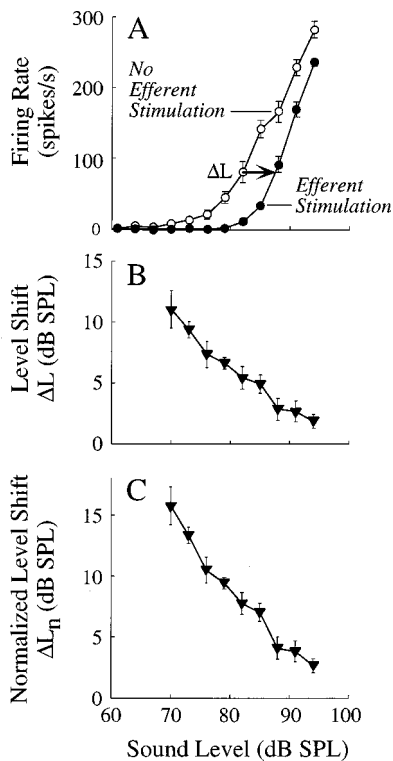 A
Firing Rate
(spikes/s)
300
200
100
0
No
Efferent
Stimulation
ΔL
Efferent
Stimulation
B
Level Shift
ΔL (dB SPL)
15
10
5
0
C
Normalized Level Shift
ΔLn (dB SPL)
15
10
5
0
60 70 80 90 100
Sound Level (dB SPL)